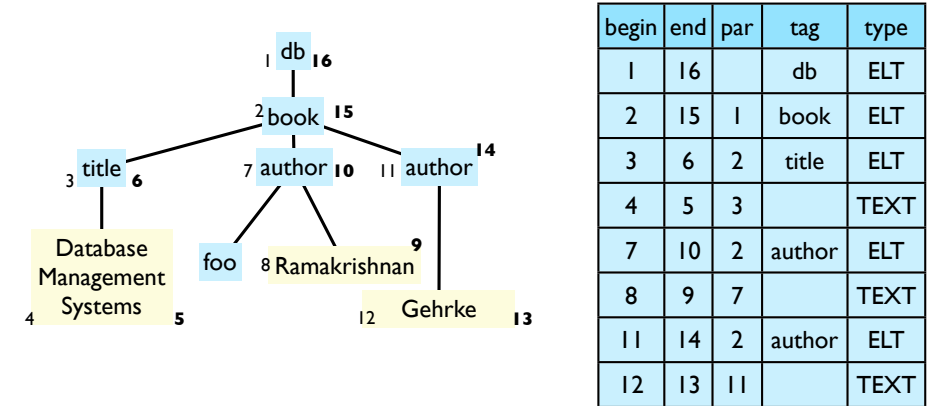 1 db 16
2 book 15
3 title 6
7 author 10
11 author 14
Database
Management
Systems
4 5
foo
8 Ramakrishnan 9
12 Gehrke 13
begin end par tag type
1 16 db ELT
2 15 1 book ELT
3 6 2 title ELT
4 5 3 TEXT
7 10 2 author ELT
8 9 7 TEXT
11 14 2 author ELT
12 13 11 TEXT